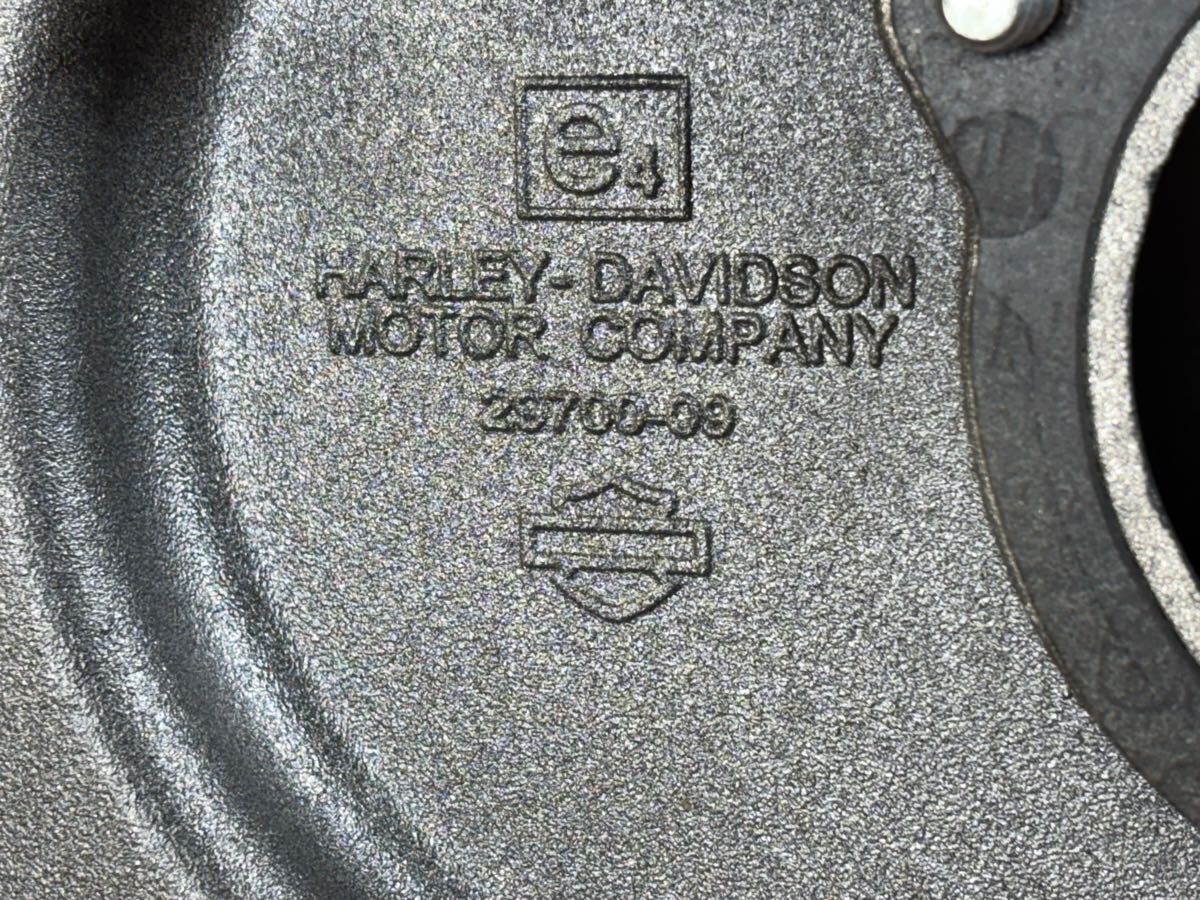 e4
HARLEY-DAVIDSON
MOTOR COMPANY
29700-09